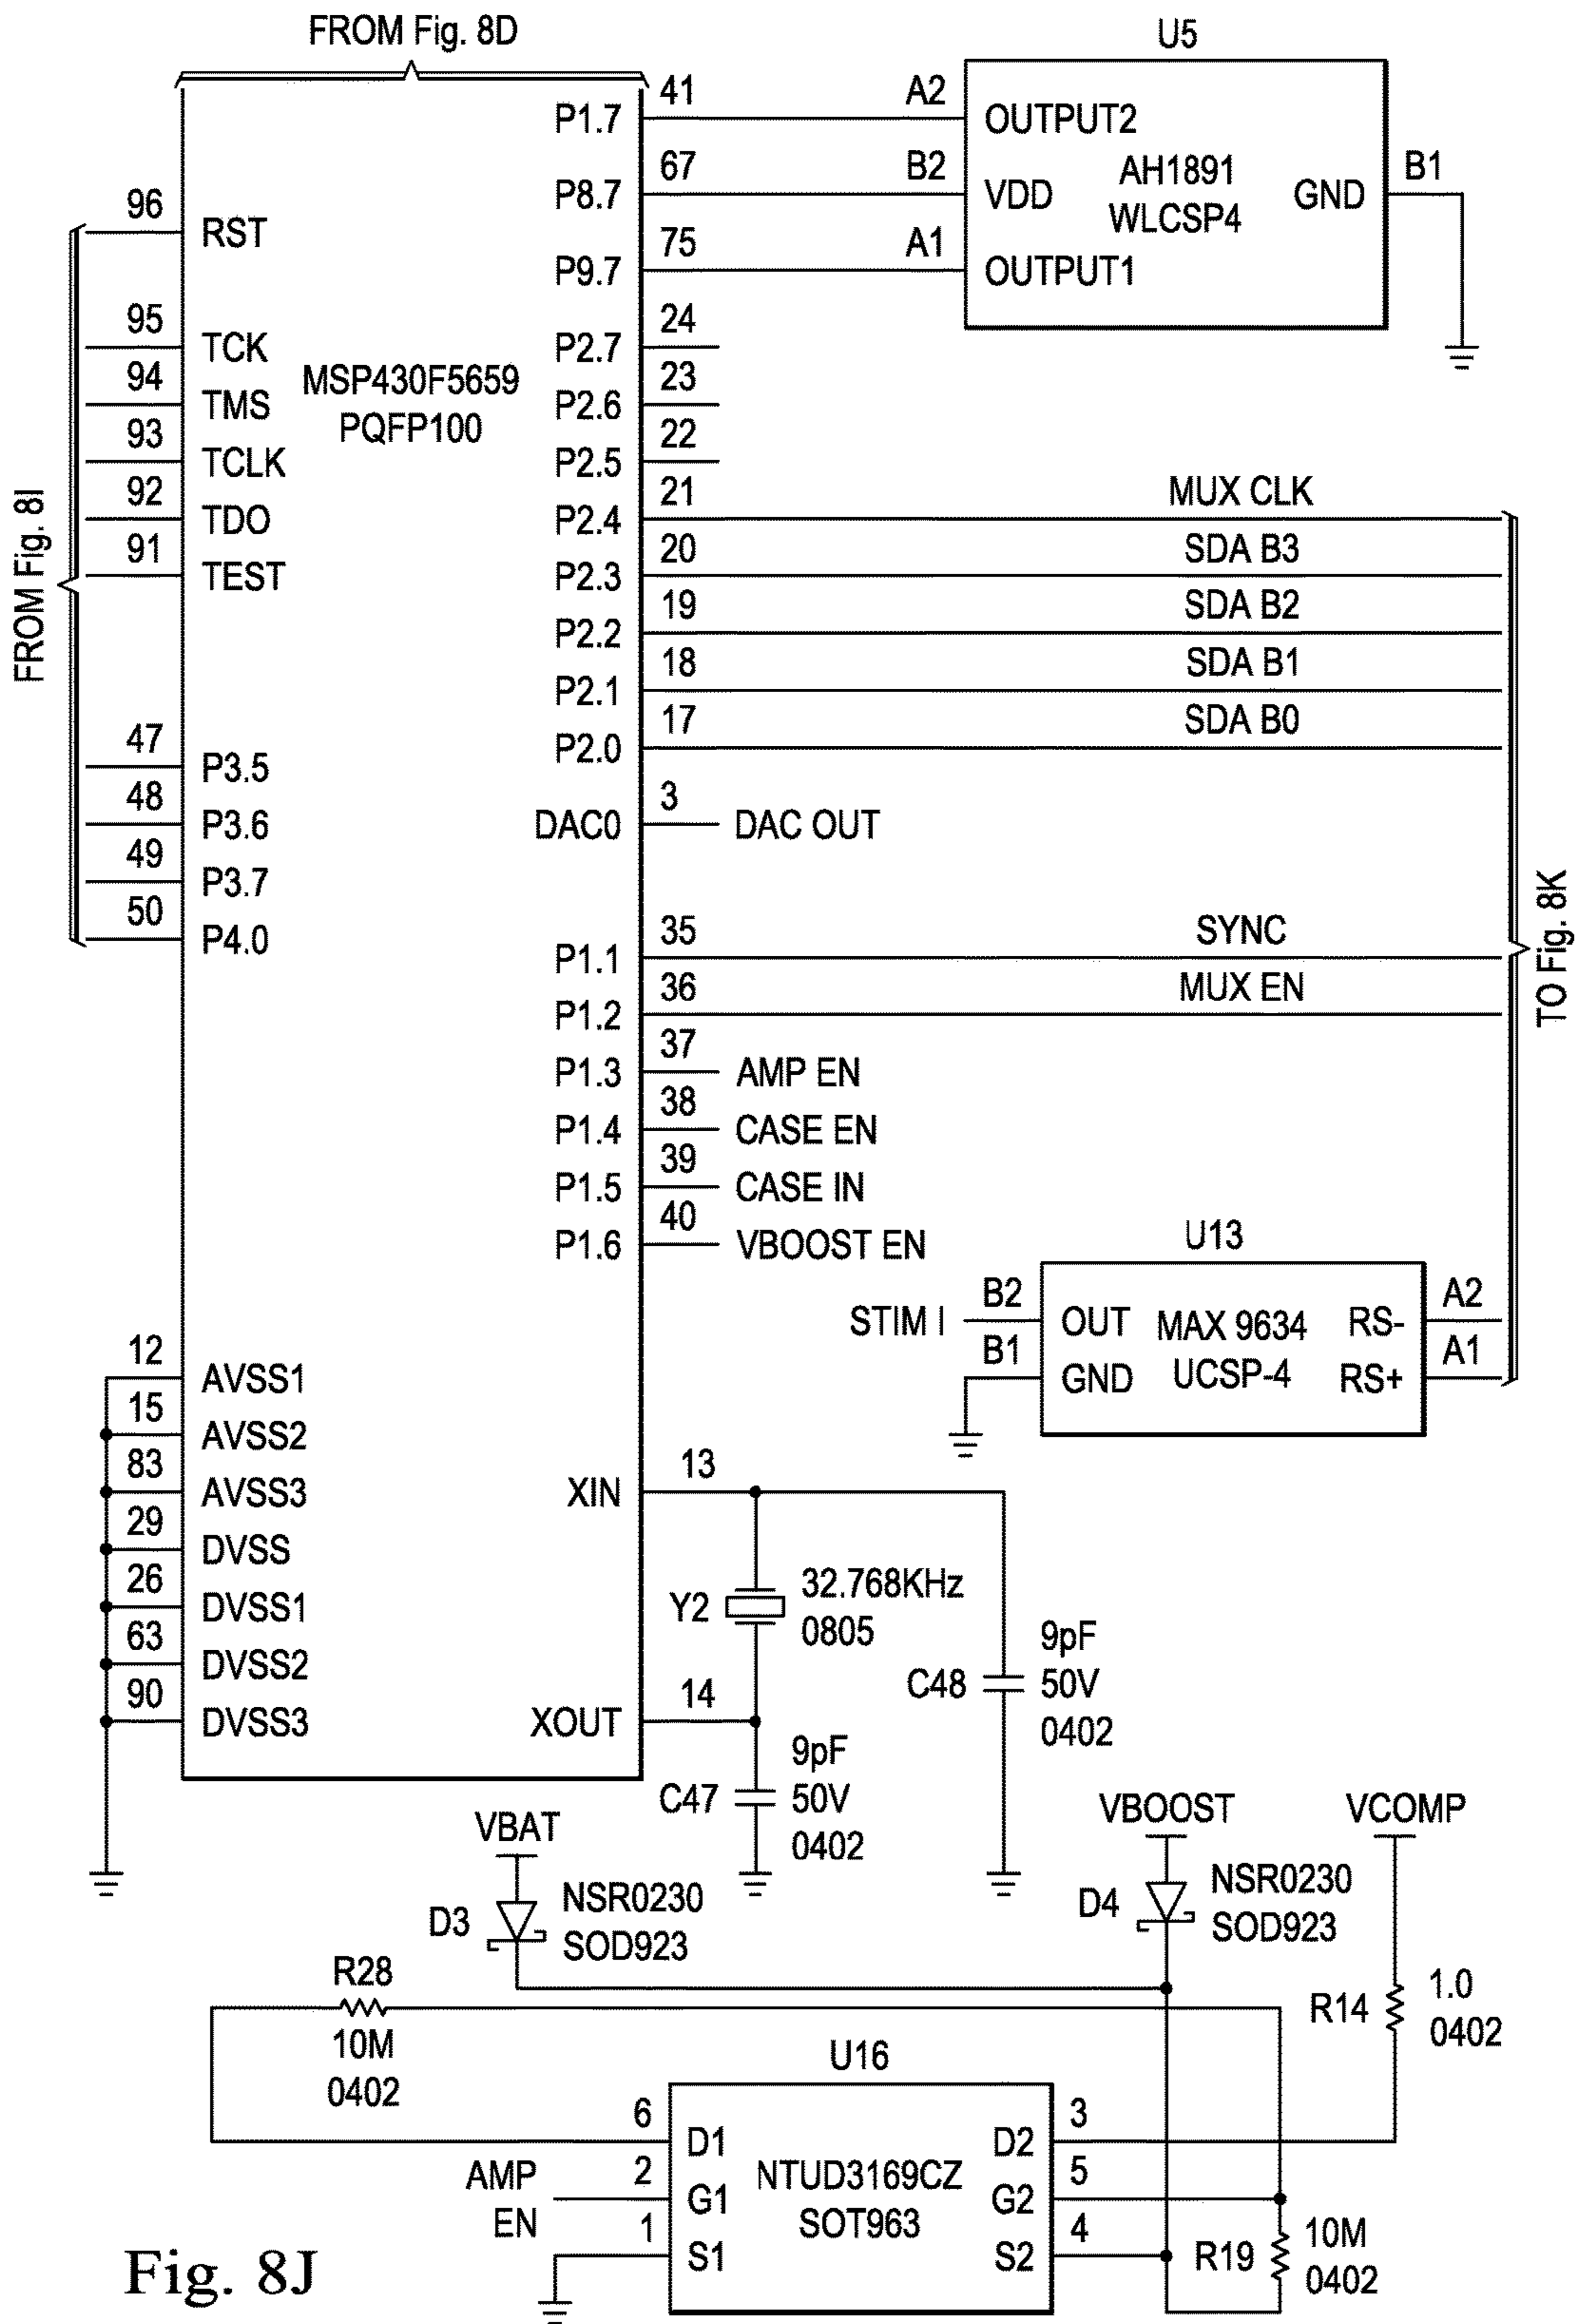 FROM Fig. 8D
U5
41
A2
P1.7
OUTPUT2
67
B2
B1
P8.7
VDD
AH1891
WLCSP4
GND
96
RST
75
A1
P9.7
OUTPUT1
95
TCK
24
P2.7
94
TMS
MSP430F5659
PQFP100
23
P2.6
93
TCLK
22
P2.5
92
TDO
21
P2.4
MUX CLK
91
TEST
20
P2.3
SDA B3
FROM Fig. 8I
19
P2.2
SDA B2
18
P2.1
SDA B1
17
P2.0
SDA B0
47
P3.5
48
P3.6
3
DAC0
DAC OUT
49
P3.7
50
P4.0
35
P1.1
SYNC
36
P1.2
MUX EN
TO Fig. 8K
37
P1.3
AMP EN
38
P1.4
CASE EN
39
P1.5
CASE IN
40
P1.6
VBOOST EN
U13
STIM I
B2
OUT
MAX 9634
UCSP-4
RS-
A2
B1
GND
RS+
A1
12
AVSS1
15
AVSS2
83
AVSS3
29
DVSS
26
DVSS1
63
DVSS2
90
DVSS3
13
XIN
Y2
32.768KHz
0805
14
XOUT
C48
9pF
50V
0402
C47
9pF
50V
0402
VBAT
D3
NSR0230
SOD923
VBOOST
D4
NSR0230
SOD923
VCOMP
R14
1.0
0402
R28
10M
0402
U16
6
D1
3
D2
AMP
EN
2
G1
NTUD3169CZ
SOT963
5
G2
1
S1
4
S2
R19
10M
0402
Fig. 8J